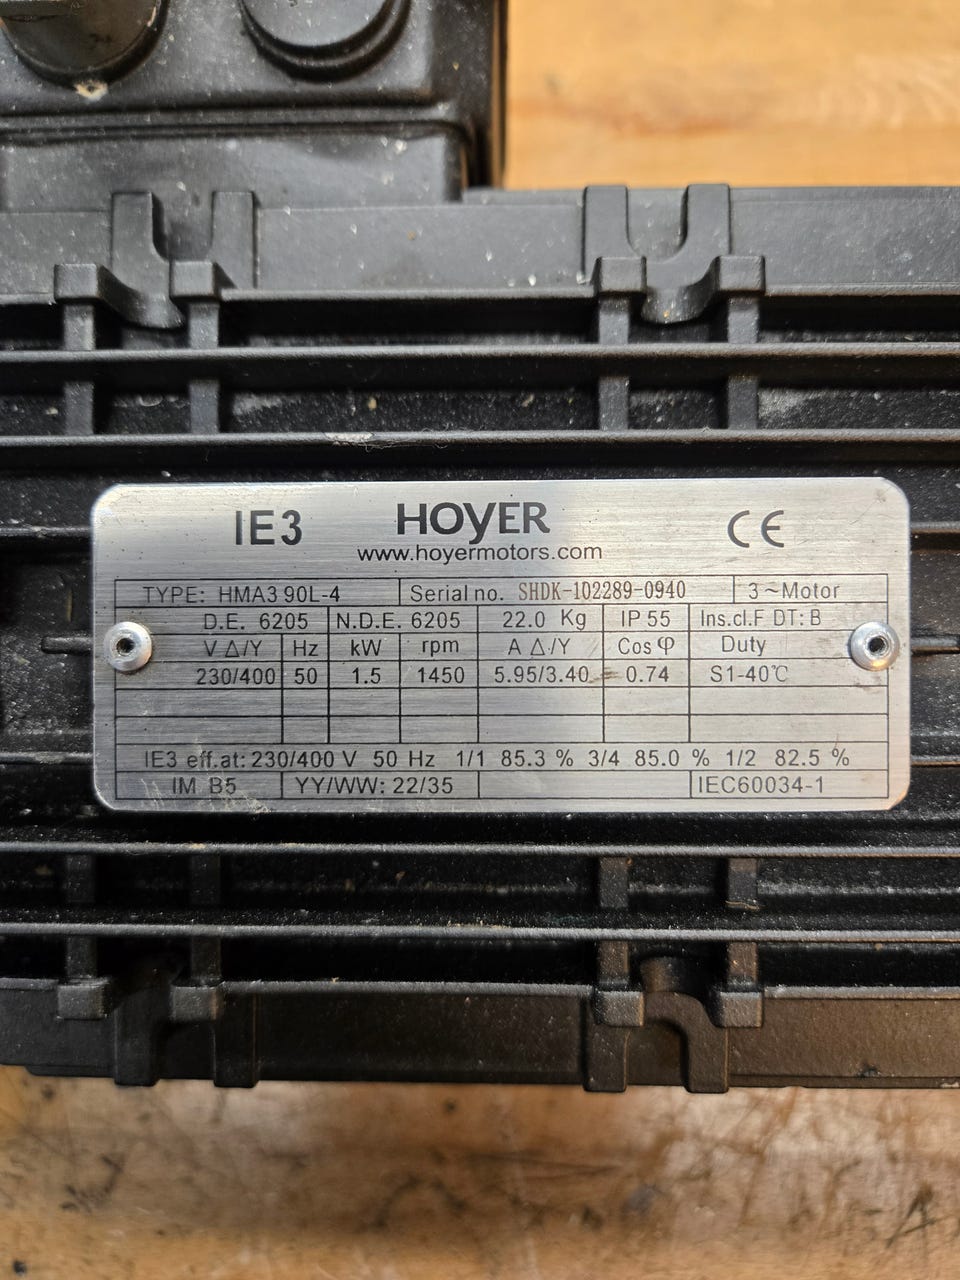 IE3 HOYER CE
www.hoyermotors.com
TYPE: HMA3 90L-4 Serial no. SHDK-1D2289-0940 3~Motor
D.E. 6205 N.D.E. 6205 22.0 Kg IP 55 Ins.cl.F DT: B
V Δ/Y Hz kW rpm A Δ/Y Cos φ Duty
230/400 50 1.5 1450 5.95/3.40 0.74 S1-40℃
IE3 eff.at: 230/400 V 50 Hz 1/1 85.3 % 3/4 85.0 % 1/2 82.5 %
IM B5 YY/WW: 22/35 IEC60034-1